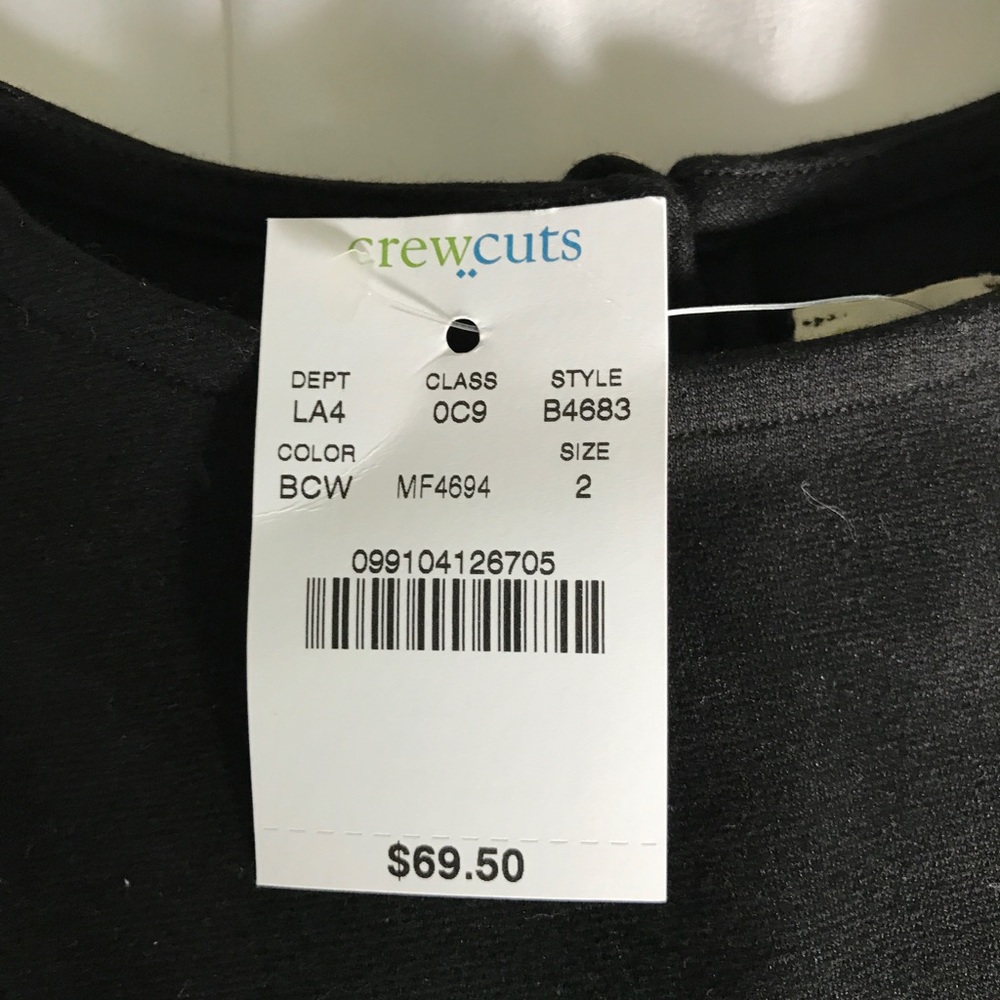 crewcuts
DEPT CLASS STYLE
LA4 0C9 B4683
COLOR SIZE
BCW MF4694 2
099104126705
$69.50